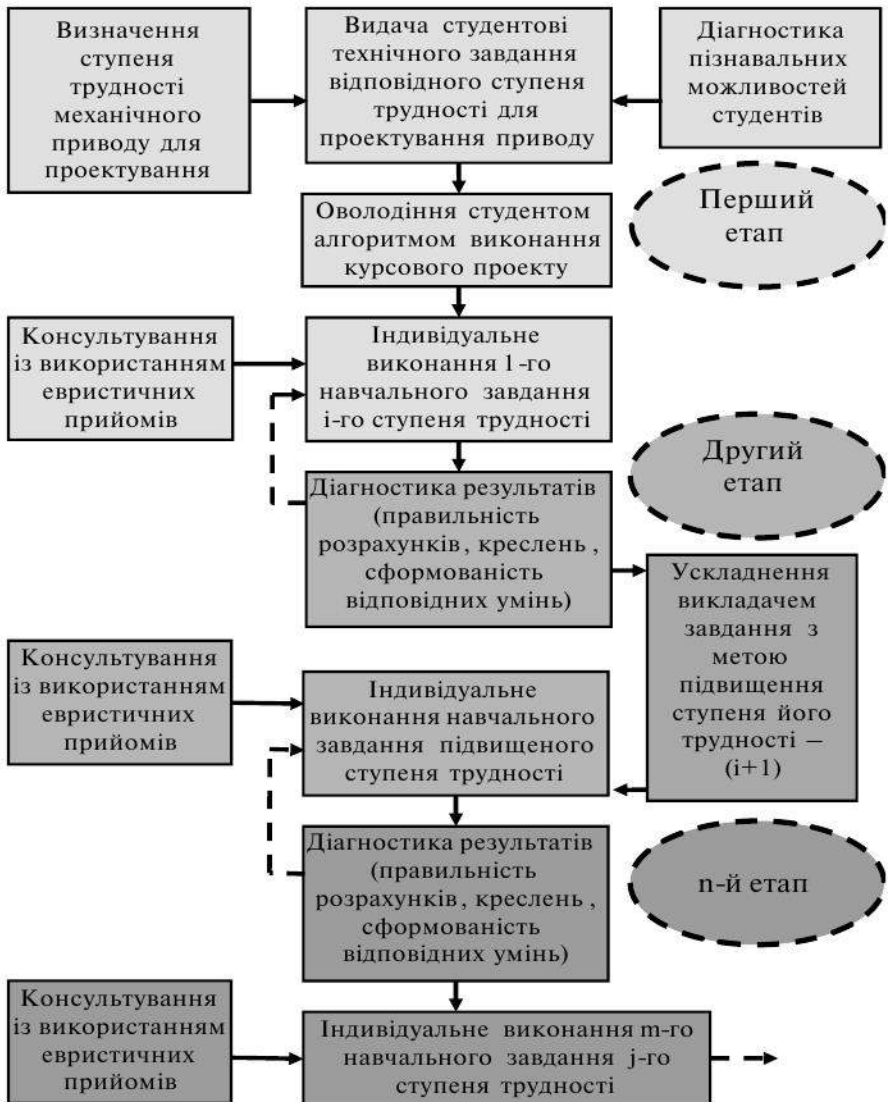 Визначення
ступеня
трудності
механічного
приводу для
проектування
Видача студентові
технічного завдання
відповідного ступеня
трудності для
проектування приводу
Діагностика
пізнавальних
можливостей
студентів
Оволодіння студентом
алгоритмом виконання
курсового проекту
Перший
етап
Консультування
із використанням
евристичних
прийомів
Індивідуальне
виконання 1-го
навчального завдання
і-го ступеня трудності
Другий
етап
Діагностика результатів
(правильність
розрахунків, креслень,
сформованість
відповідних умінь)
Ускладнення
викладачем
завдання з
метою
підвищення
ступеня його
трудності –
(i+1)
Консультування
із використанням
евристичних
прийомів
Індивідуальне
виконання навчального
завдання підвищеного
ступеня трудності
Діагностика результатів
(правильність
розрахунків, креслень,
сформованість
відповідних умінь)
n-й етап
Консультування
із використанням
евристичних
прийомів
Індивідуальне виконання m-го
навчального завдання j-го
ступеня трудності